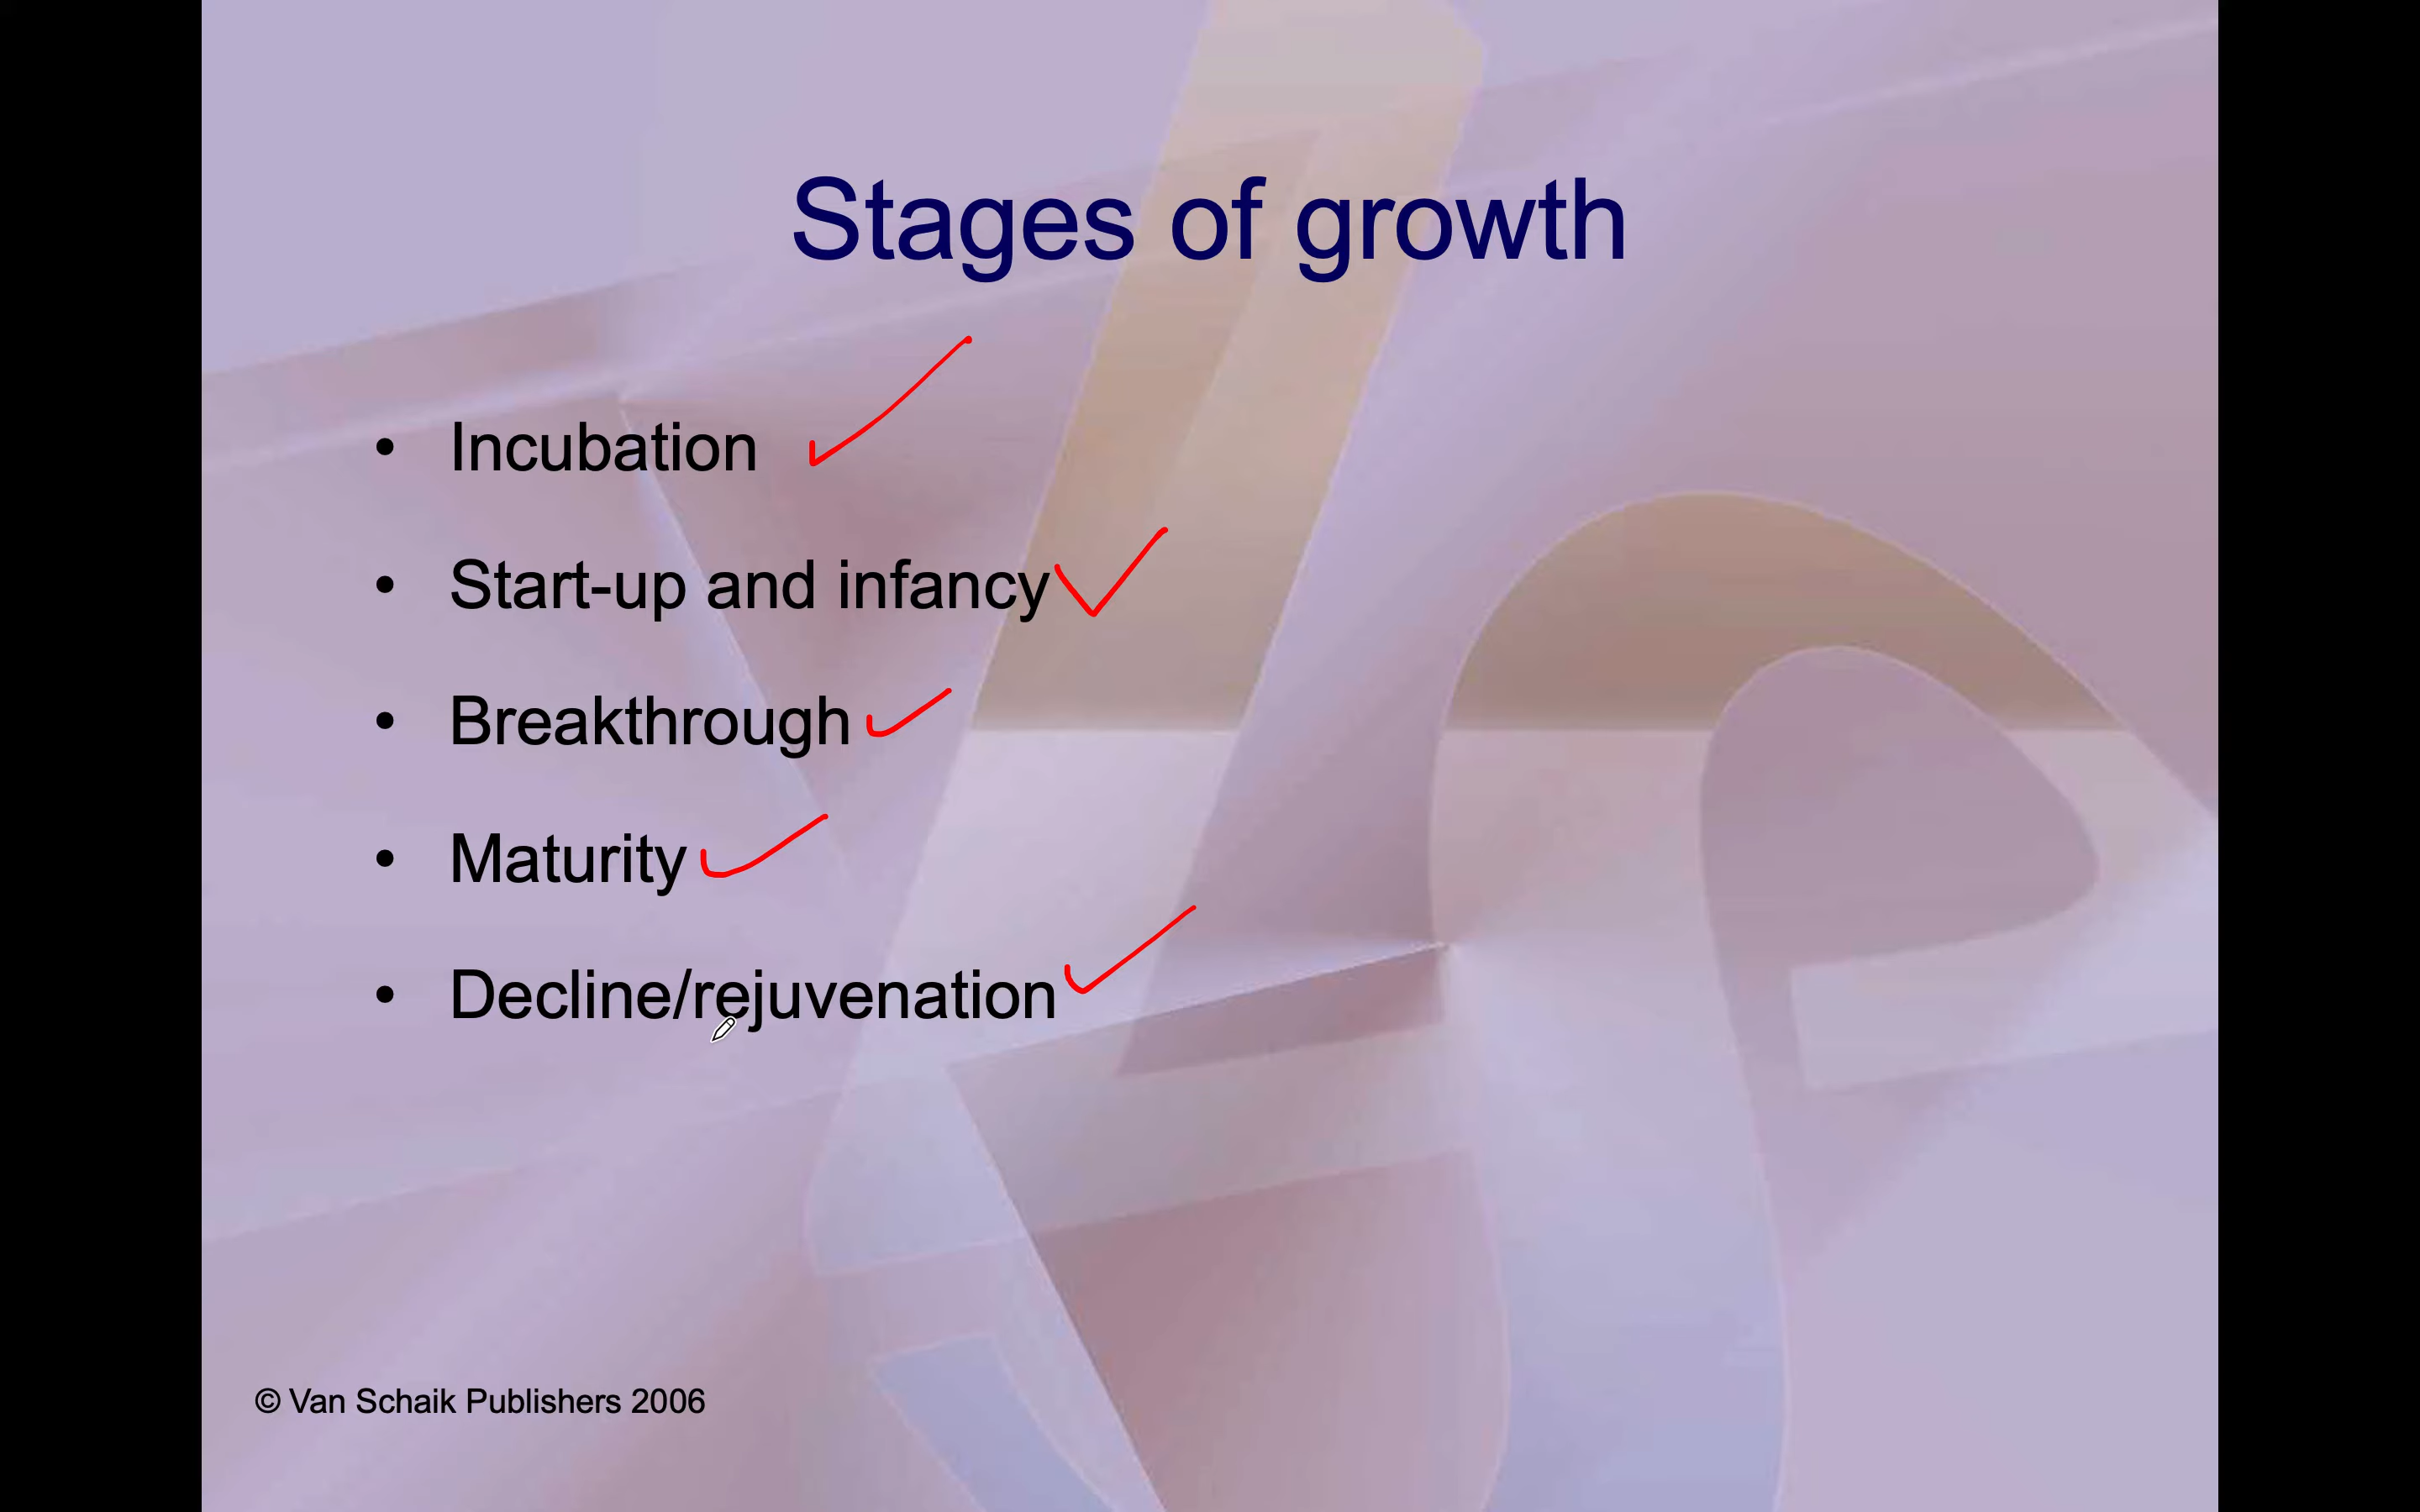 Stages of growth
• Incubation
• Start-up and infancy
• Breakthrough
• Maturity
• Decline/rejuvenation
© Van Schaik Publishers 2006